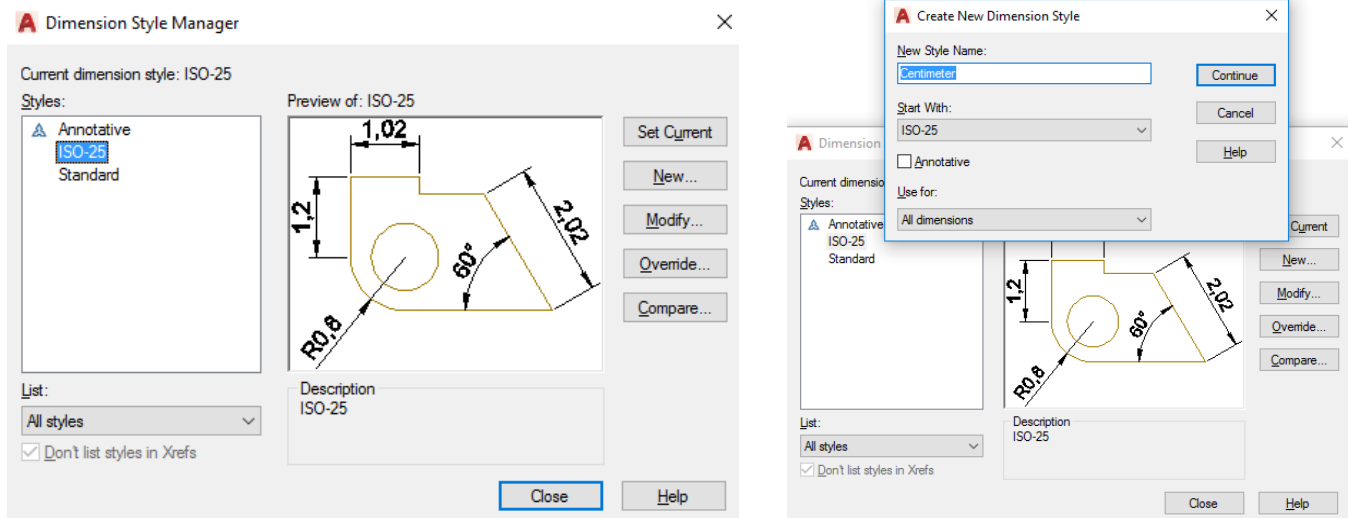 Dimension Style Manager
Current dimension style: ISO-25
Styles:
Annotative
ISO-25
Standard
Preview of: ISO-25
1,02
1,2
2,02
60°
R0,8
Set Current
New...
Modify...
Override...
Compare...
List:
All styles
Don't list styles in Xrefs
Description
ISO-25
Close
Help
Create New Dimension Style
New Style Name:
Centimeter
Start With:
ISO-25
Annotative
Use for:
All dimensions
Continue
Cancel
Help
Dimension
Current dimensio
Styles:
Annotative
ISO-25
Standard
1,2
2,02
60°
R0,8
Current
New...
Modify...
Override...
Compare...
List:
All styles
Don't list styles in Xrefs
Description
ISO-25
Close
Help